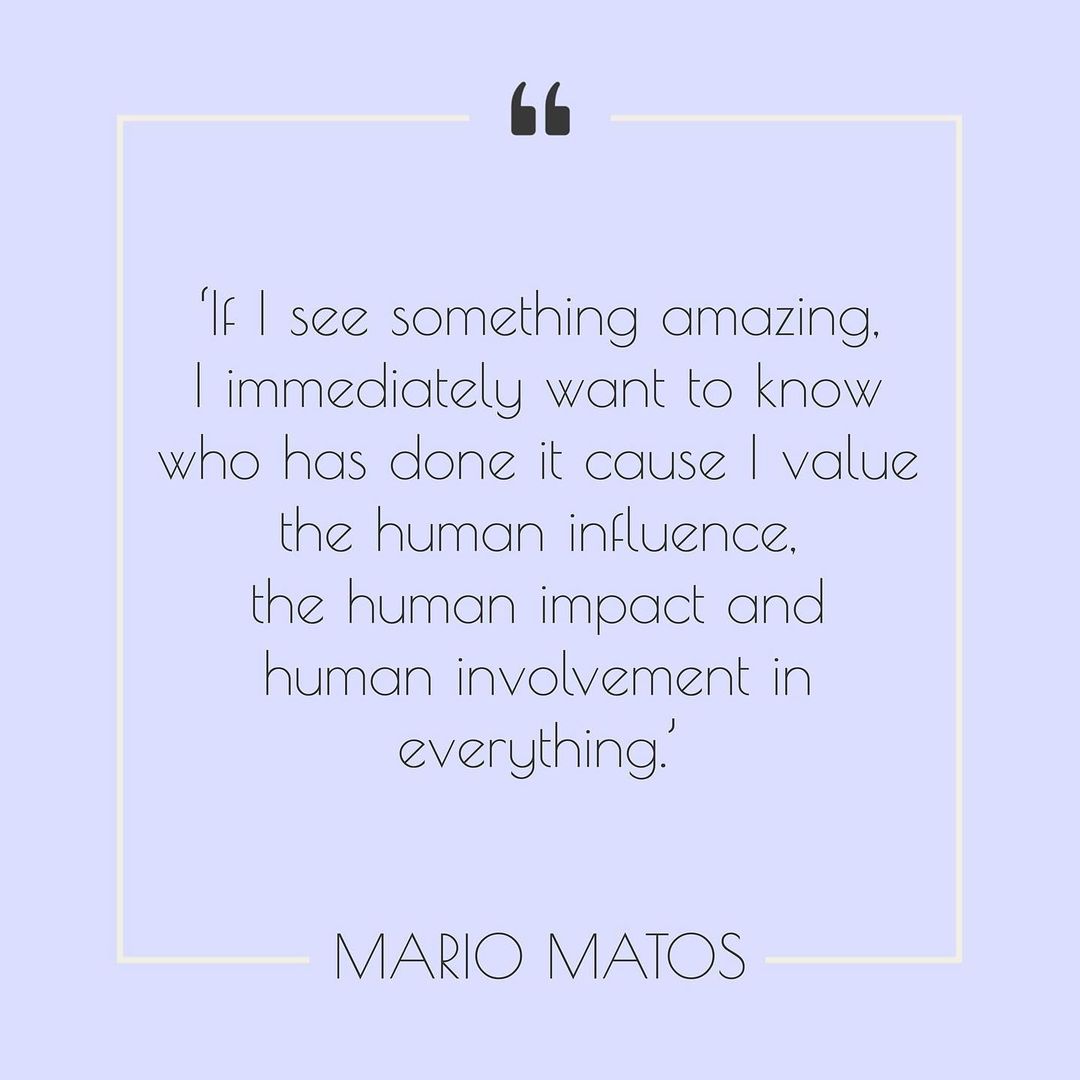 “
‘If I see something amazing,
I immediately want to know
who has done it cause I value
the human influence,
the human impact and
human involvement in
everything.’
MARIO MATOS